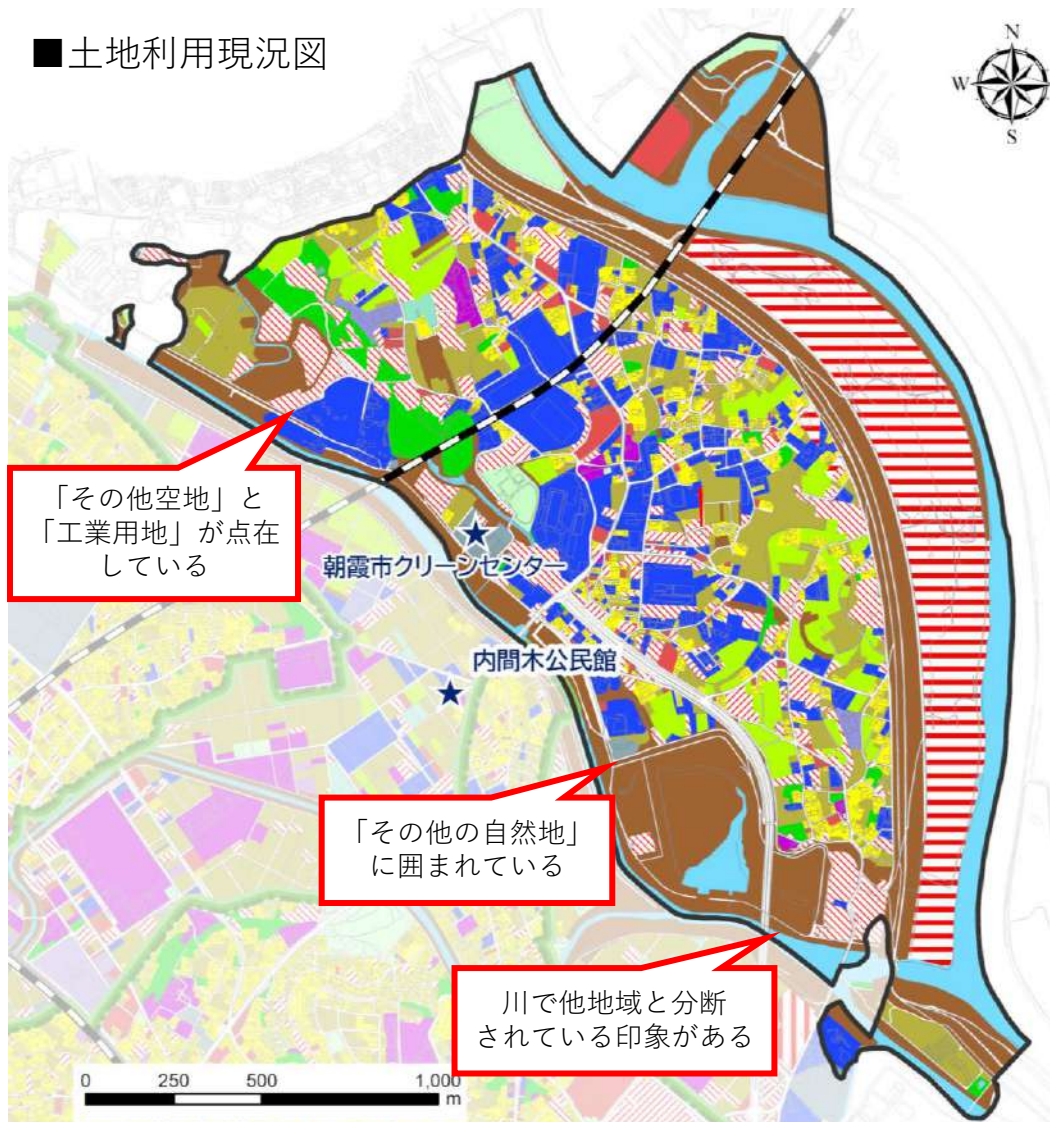 ■土地利用現況図
N
W
S
「その他空地」と
「工業用地」が点在
している
朝霞市クリーンセンター
内間木公民館
「その他の自然地」
に囲まれている
川で他地域と分断
されている印象がある
0 250 500 1,000
m